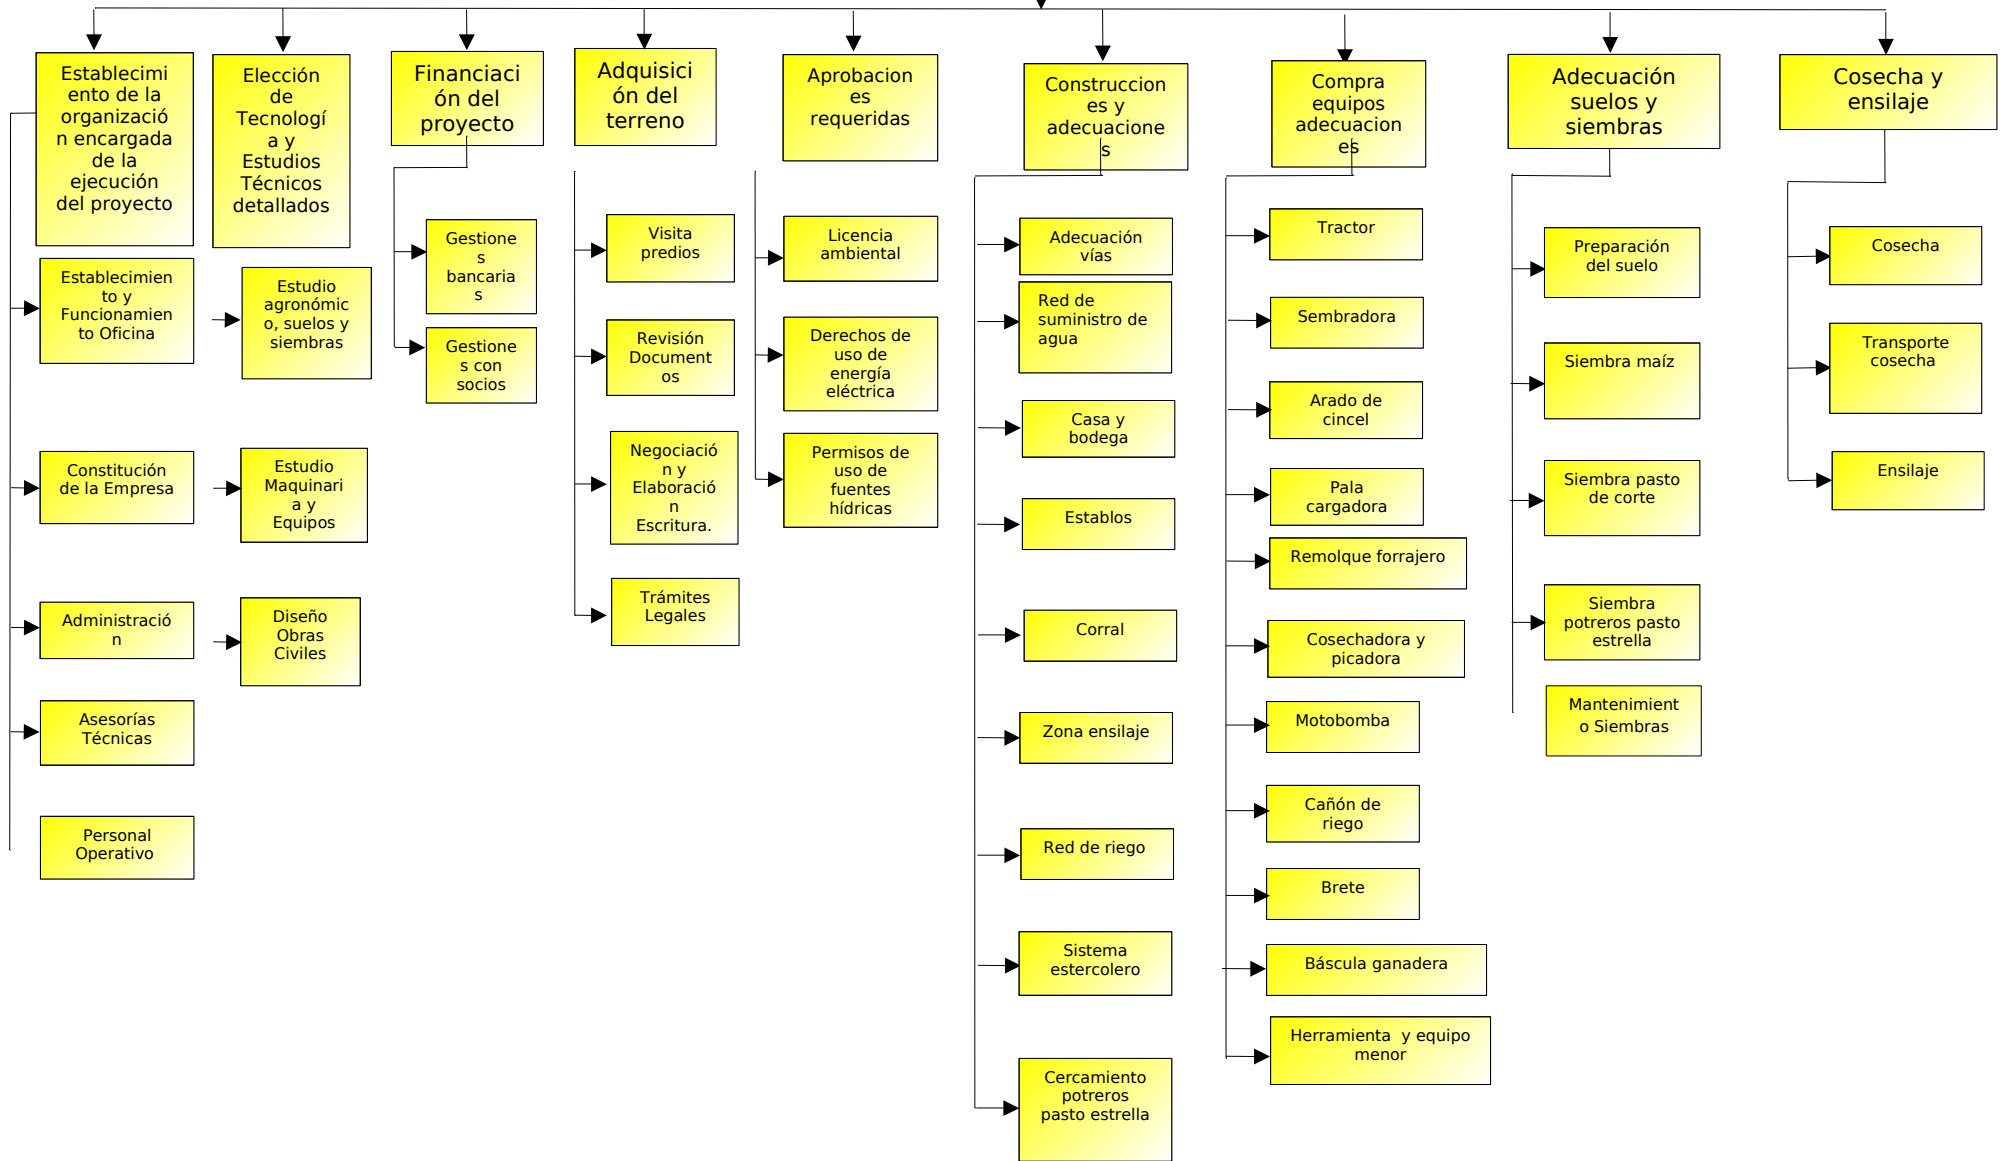 Establecimi
ento de la
organizació
n encargada
de la
ejecución
del proyecto
Elección
de
Tecnologí
a y
Estudios
Técnicos
detallados
Financiaci
ón del
proyecto
Adquisici
ón del
terreno
Aprobacion
es
requeridas
Construccion
es y
adecuacione
s
Compra
equipos
adecuacion
es
Adecuación
suelos y
siembras
Cosecha y
ensilaje
Establecimien
to y
Funcionamien
to Oficina
Constitución
de la Empresa
Administració
n
Asesorías
Técnicas
Personal
Operativo
Estudio
agronómic
o, suelos y
siembras
Estudio
Maquinari
a y
Equipos
Diseño
Obras
Civiles
Gestione
s
bancaria
s
Gestione
s con
socios
Visita
predios
Revisión
Document
os
Negociació
n y
Elaboració
n
Escritura.
Trámites
Legales
Licencia
ambiental
Derechos de
uso de
energía
eléctrica
Permisos de
uso de
fuentes
hídricas
Adecuación
vías
Red de
suministro de
agua
Casa y
bodega
Establos
Corral
Zona ensilaje
Red de riego
Sistema
estercolero
Cercamiento
potreros
pasto estrella
Tractor
Sembradora
Arado de
cincel
Pala
cargadora
Remolque forrajero
Cosechadora y
picadora
Motobomba
Cañón de
riego
Brete
Báscula ganadera
Herramienta  y equipo
menor
Preparación
del suelo
Siembra maíz
Siembra pasto
de corte
Siembra
potreros pasto
estrella
Mantenimient
o Siembras
Cosecha
Transporte
cosecha
Ensilaje